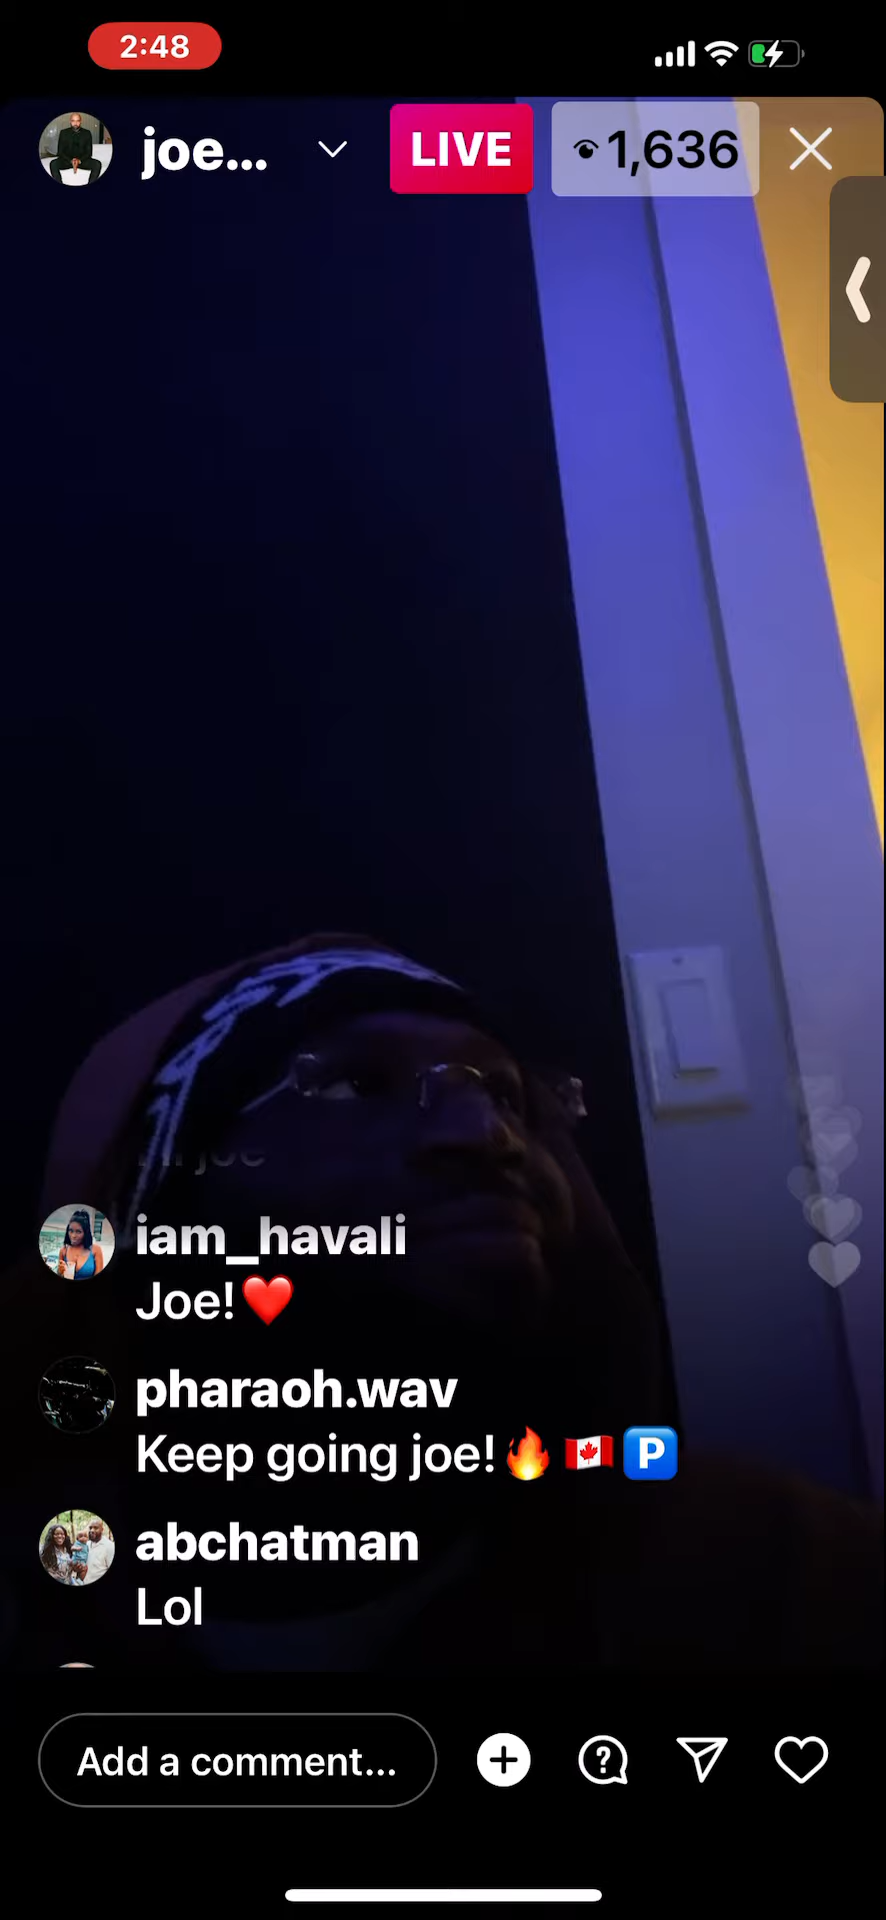 2:48
joe... LIVE 1,636
iam_havali
Joe!❤️
pharaoh.wav
Keep going joe!🔥 🇨🇦 🅿️
abchatman
Lol
Add a comment...